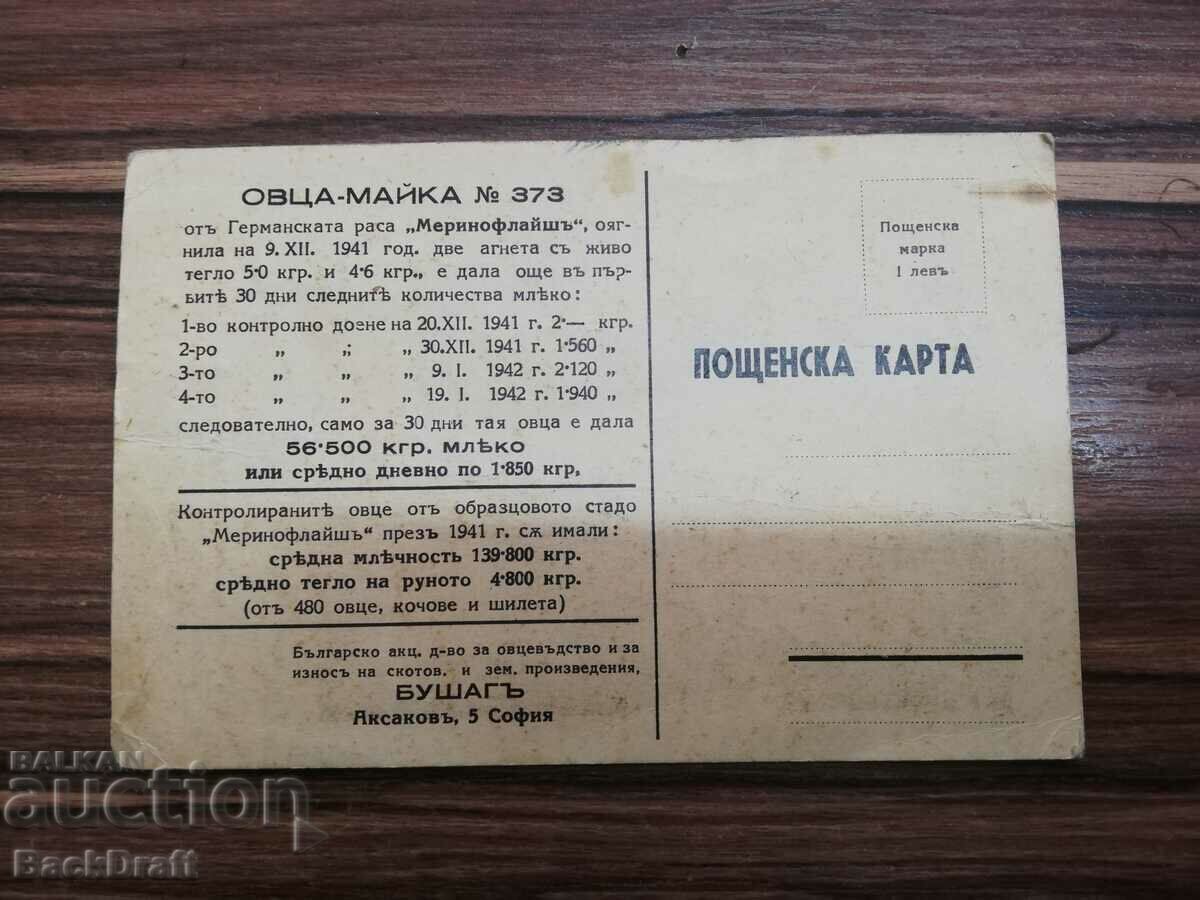 ОВЦА-МАЙКА № 373
отъ Германската раса „Меринофлайшъ“, ояг-
нила на 9. XII. 1941 год. две агнета съ живо
тегло 5·0 кгр. и 4·6 кгр., е дала още въ пър-
витѣ 30 дни следнитѣ количества млѣко:
1-во контролно доене на 20.XII. 1941 г. 2·— кгр.
2-ро „ „ „ 30.XII. 1941 г. 1·560 „
3-то „ „ „ 9. I. 1942 г. 2·120 „
4-то „ „ „ 19. I. 1942 г. 1·940 „
следователно, само за 30 дни тая овца е дала
56·500 кгр. млѣко
или срѣдно дневно по 1·850 кгр.
Контролиранитѣ овце отъ образцовото стадо
„Меринофлайшъ“ презъ 1941 г. сѫ имали:
срѣдна млѣчность 139·800 кгр.
срѣдно тегло на руното 4·800 кгр.
(отъ 480 овце, кочове и шилета)
Българско акц. д-во за овцевъдство и за
износъ на скотов. и зем. произведения,
БУШАГЪ
Аксаковъ, 5 София
Пощенска
марка
1 левъ
ПОЩЕНСКА КАРТА
BALKAN
auction
BackDraft